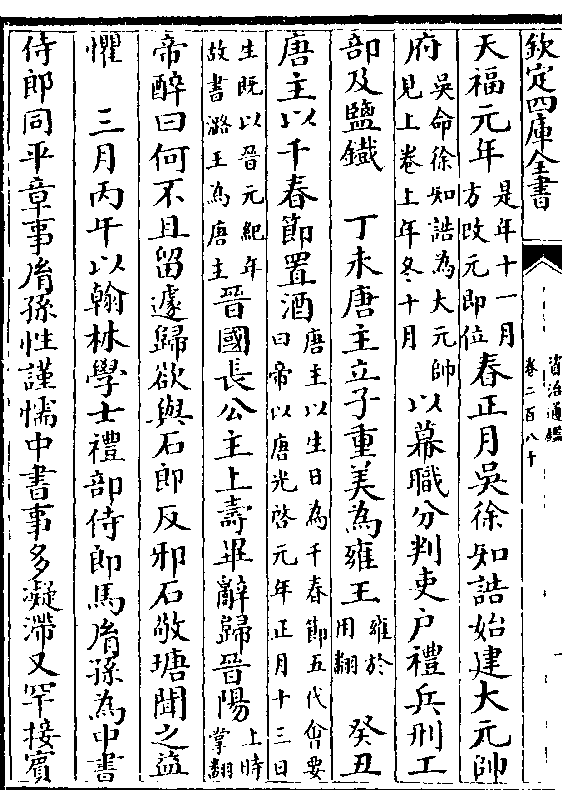 欽定四庫全書
資治通鑑
卷二百八十
天福元年是年十一月方改元即位春正月吳徐知誥始建大元帥
府吳命徐知誥為大元帥見上卷上年冬十月以幕職分判吏户禮兵刑工
部及鹽鐵 丁未唐主立子重美為雍王雍於用翻 癸丑
唐主以千春節置酒唐主以生日為千春節五代㑹要曰帝以唐光啓元年正月十三日
生既以晉元紀年故書潞王為唐主晉國長公主上壽畢辭歸晉陽上時掌翻
帝醉曰何不且留遽歸欲與石郎反邪石敬瑭聞之益
懼 三月丙午以翰林學士禮部侍郎馬𦙍孫為中書
侍郎同平章事𦙍孫性謹懦中書事多凝滯又罕接賓